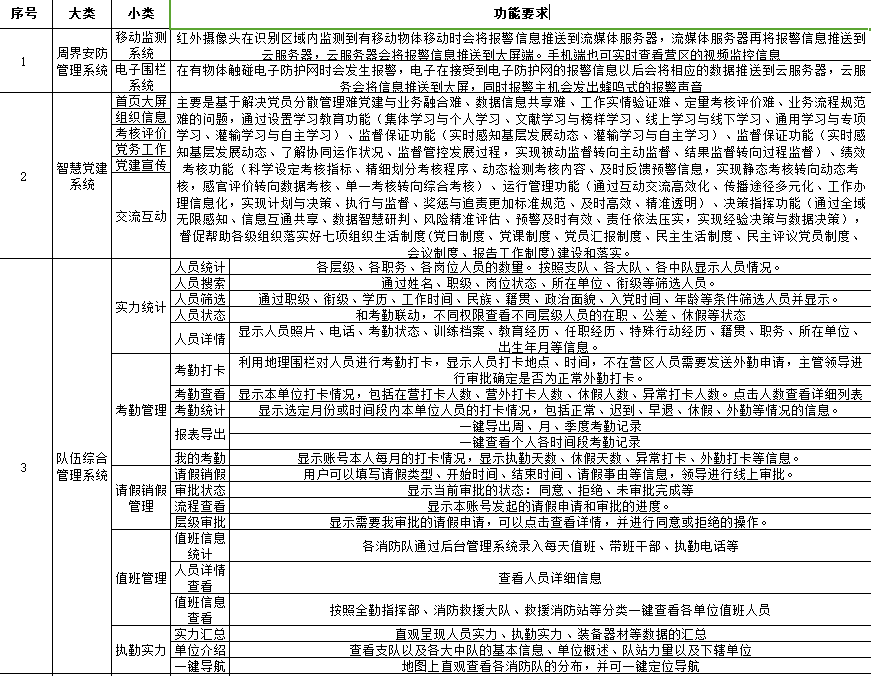 序号 大类 小类 功能要求
1
周界安防
管理系统
移动监测
系统
红外摄像头在识别区域内监测到有移动物体移动时会将报警信息推送到流媒体服务器，流媒体服务器再将报警信息推送到
云服务器，云服务器会将报警信息推送到大屏端。手机端也可实时查看营区的视频监控信息
电子围栏
系统
在有物体触碰电子防护网时会发生报警，电子在接受到电子防护网的报警信息以后会将相应的数据推送到云服务器，云服
务会将信息推送到大屏，同时报警主机会发出蜂鸣式的报警声音
2
智慧党建
系统
首页大屏
组织信息
考核评价
党务工作
党建宣传
交流互动
主要是基于解决党员分散管理难党建与业务融合难、数据信息共享难、工作实情验证难、定量考核评价难、业务流程规范
难的问题，通过设置学习教育功能（集体学习与个人学习、文献学习与榜样学习、线上学习与线下学习、通用学习与专项
学习、灌输学习与自主学习）、监督保障功能（实时感知基层发展动态、灌输学习与自主学习）、监督保障功能（实时感
知基层发展动态、了解协同运作状况、监督管控发展过程，实现被动监督转向主动监督、结果监督转向过程监督）、绩效
考核功能（科学设定考核指标、精细划分考核程序、动态检测考核内容、及时反馈预警信息，实现静态考核转向动态考
核，感官评价转向数据考核、单一考核转向综合考核）、运行管理功能（通过互动交流高效化、传播途径多元化、工作办
理信息化，实现计划与决策、执行与监督、奖惩与追责更加标准规范、及时高效、精准透明）、决策指挥功能（通过全域
无限感知、信息互通共享、数据智慧研判、风险精准评估、预警及时有效、责任依法压实，实现经验决策与数据决策），
督促帮助各级组织落实好七项组织生活制度(党日制度、党课制度、党员汇报制度、民主生活制度、民主评议党员制度、
会议制度、报告工作制度)建设和落实。
3
队伍综合
管理系统
实力统计
人员统计 各层级、各职务、各岗位人员的数量。按照支队、各大队、各中队显示人员情况。
人员搜索 通过姓名、职级、岗位状态、所在单位、衔级等筛选人员。
人员筛选 通过职级、衔级、学历、工作时间、民族、籍贯、政治面貌、入党时间、年龄等条件筛选人员并显示。
人员状态 和考勤联动，不同权限查看不同层级人员的在职、公差、休假等状态
人员详情
显示人员照片、电话、考勤状态、训练档案、教育经历、任职经历、特殊行动经历、籍贯、职务、所在单位、
出生年月等信息。
考勤管理
考勤打卡
利用地理围栏对人员进行考勤打卡，显示人员打卡地点、时间，不在营区人员需要发送外勤申请，主管领导进
行审批确定是否为正常外勤打卡。
考勤查看 显示本单位打卡情况，包括在营打卡人数、营外打卡人数、休假人数、异常打卡人数。点击人数查看详细列表
考勤统计 显示选定月份或时间段内本单位人员的打卡情况，包括正常、迟到、早退、休假、外勤等情况的信息。
报表导出
一键导出周、月、季度考勤记录
一键查看个人各时间段考勤记录
我的考勤 显示账号本人每月的打卡情况，显示执勤天数、休假天数、异常打卡、外勤打卡等信息。
请假销假
管理
请假销假 用户可以填写请假类型、开始时间、结束时间、请假事由等信息，领导进行线上审批。
审批状态 显示当前审批的状态：同意、拒绝、未审批完成等
流程查看 显示本账号发起的请假申请和审批的进度。
层级审批 显示需要我审批的请假申请，可以点击查看详情，并进行同意或拒绝的操作。
值班管理
值班信息
统计
各消防队通过后台管理系统录入每天值班、带班干部、执勤电话等
人员详情
查看
查看人员详细信息
值班信息
查看
按照全勤指挥部、消防救援大队、救援消防站等分类一键查看各单位值班人员
执勤实力
实力汇总 直观呈现人员实力、执勤实力、装备器材等数据的汇总
单位介绍 查看支队以及各大中队的基本信息、单位概述、队站力量以及下辖单位
一键导航 地图上直观查看各消防队的分布，并可一键定位导航